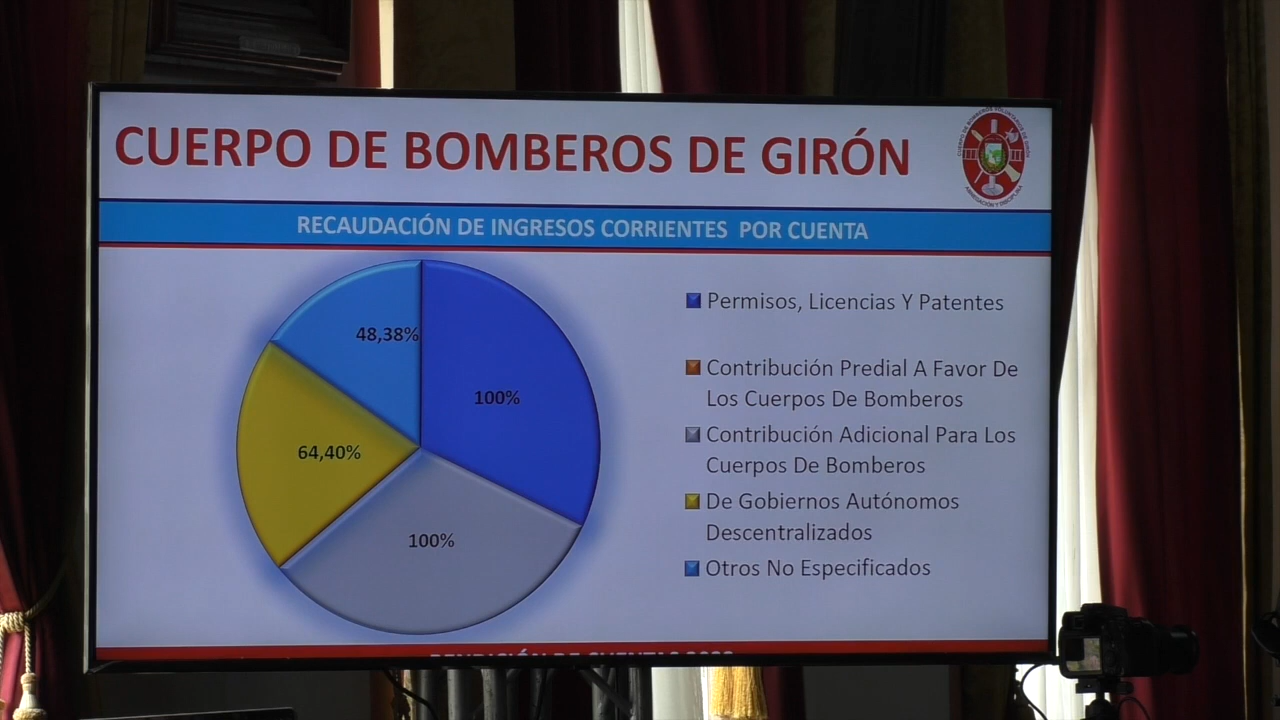 CUERPO DE BOMBEROS DE GIRÓN
RECAUDACIÓN DE INGRESOS CORRIENTES POR CUENTA
48,38%
100%
64,40%
100%
Permisos, Licencias Y Patentes
Contribución Predial A Favor De
Los Cuerpos De Bomberos
Contribución Adicional Para Los
Cuerpos De Bomberos
De Gobiernos Autónomos
Descentralizados
Otros No Especificados